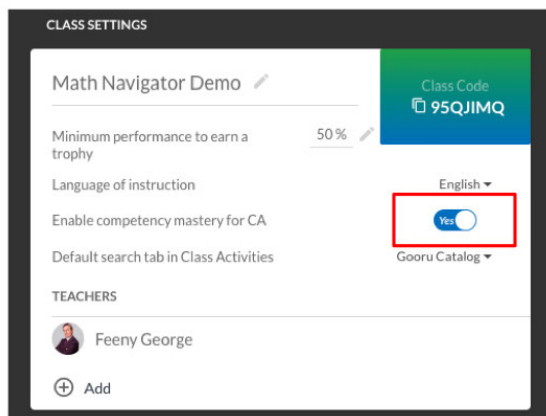 CLASS SETTINGS
Math Navigator Demo
Class Code
95QJIMQ
Minimum performance to earn a
trophy
50 %
Language of instruction
English
Enable competency mastery for CA
Yes
Default search tab in Class Activities
Gooru Catalog
TEACHERS
Feeny George
Add